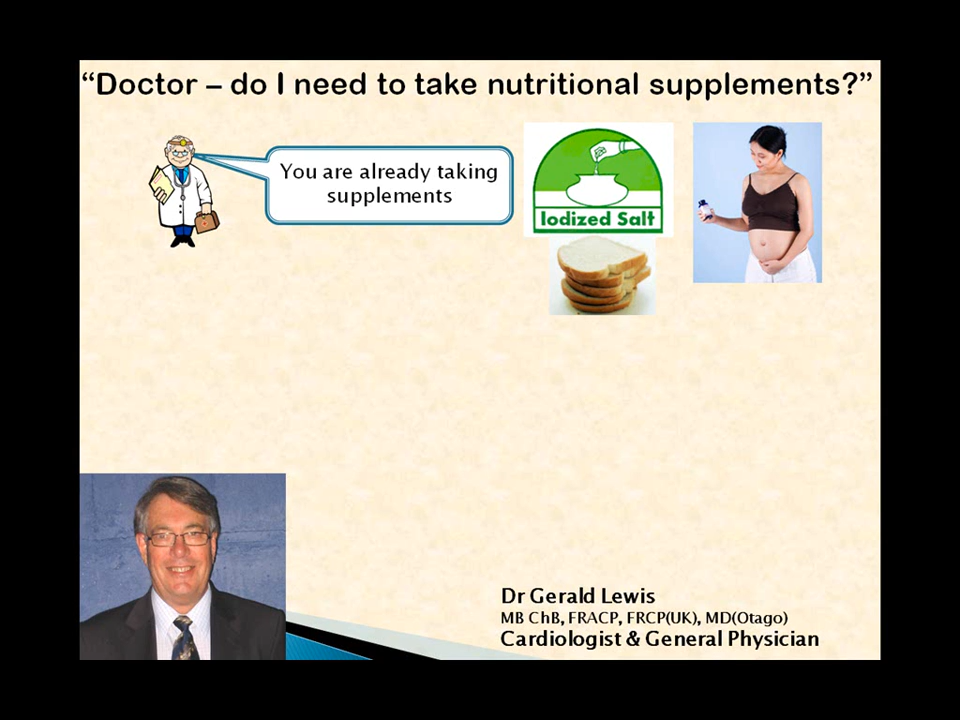 “Doctor – do I need to take nutritional supplements?”
You are already taking
supplements
Iodized Salt
Dr Gerald Lewis
MB ChB, FRACP, FRCP(UK), MD(Otago)
Cardiologist & General Physician